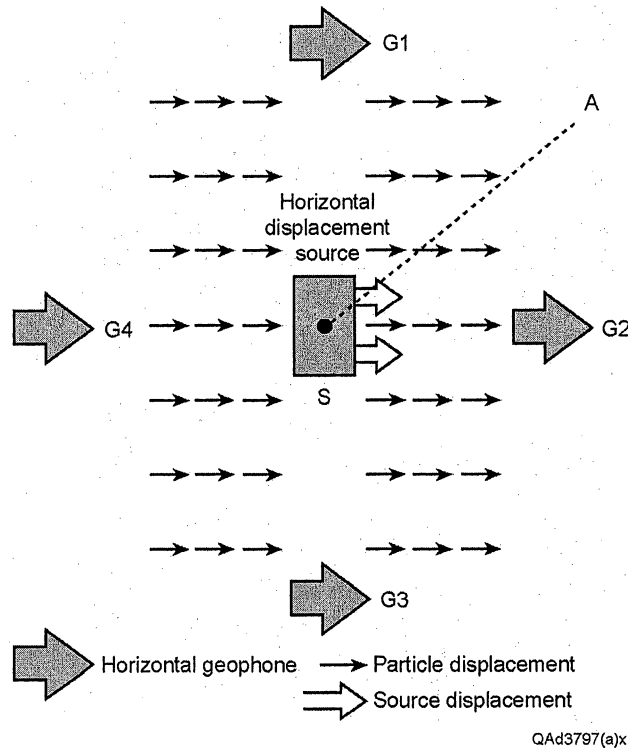 G1
A
Horizontal
displacement
source
G4
G2
S
G3
Horizontal geophone
Particle displacement
Source displacement
QAd3797(a)x